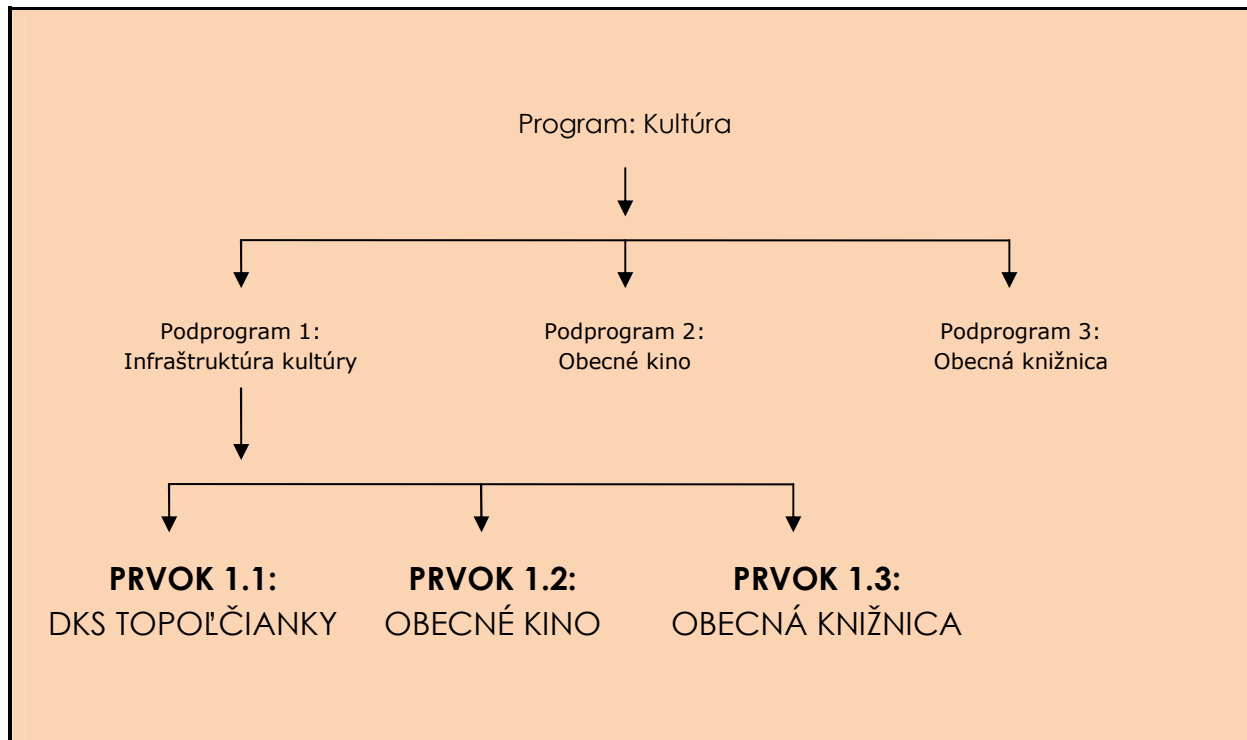 Program: Kultúra
Podprogram 1:
Infraštruktúra kultúry
Podprogram 2:
Obecné kino
Podprogram 3:
Obecná knižnica
PRVOK 1.1:
DKS TOPOĽČIANKY
PRVOK 1.2:
OBECNÉ KINO
PRVOK 1.3:
OBECNÁ KNIŽNICA